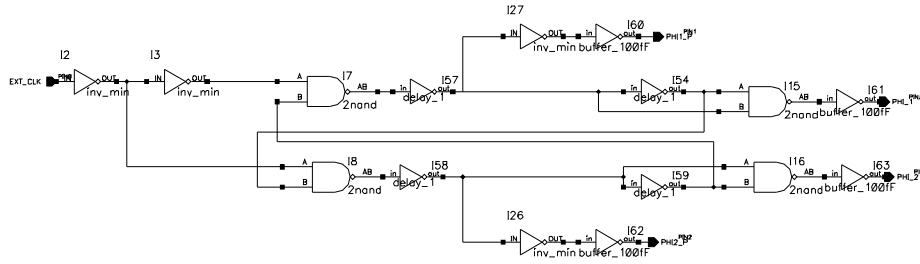 I27
I60
IN
OUT
in
out
PHI1_P
inv_min
buffer_100fF
I2
I3
EXT_CLK
OUT
IN
OUT
inv_min
inv_min
I7
A
B
AB
2nand
I57
in
out
delay_1
I54
in
out
delay_1
I15
A
B
AB
2nand
I61
in
out
buffer_100fF
PHI_1
I8
A
B
AB
2nand
I58
in
out
delay_1
I59
in
out
delay_1
I16
A
B
AB
2nand
I63
in
out
buffer_100fF
PHI_2
I26
I62
IN
OUT
in
out
PHI2_P
inv_min
buffer_100fF